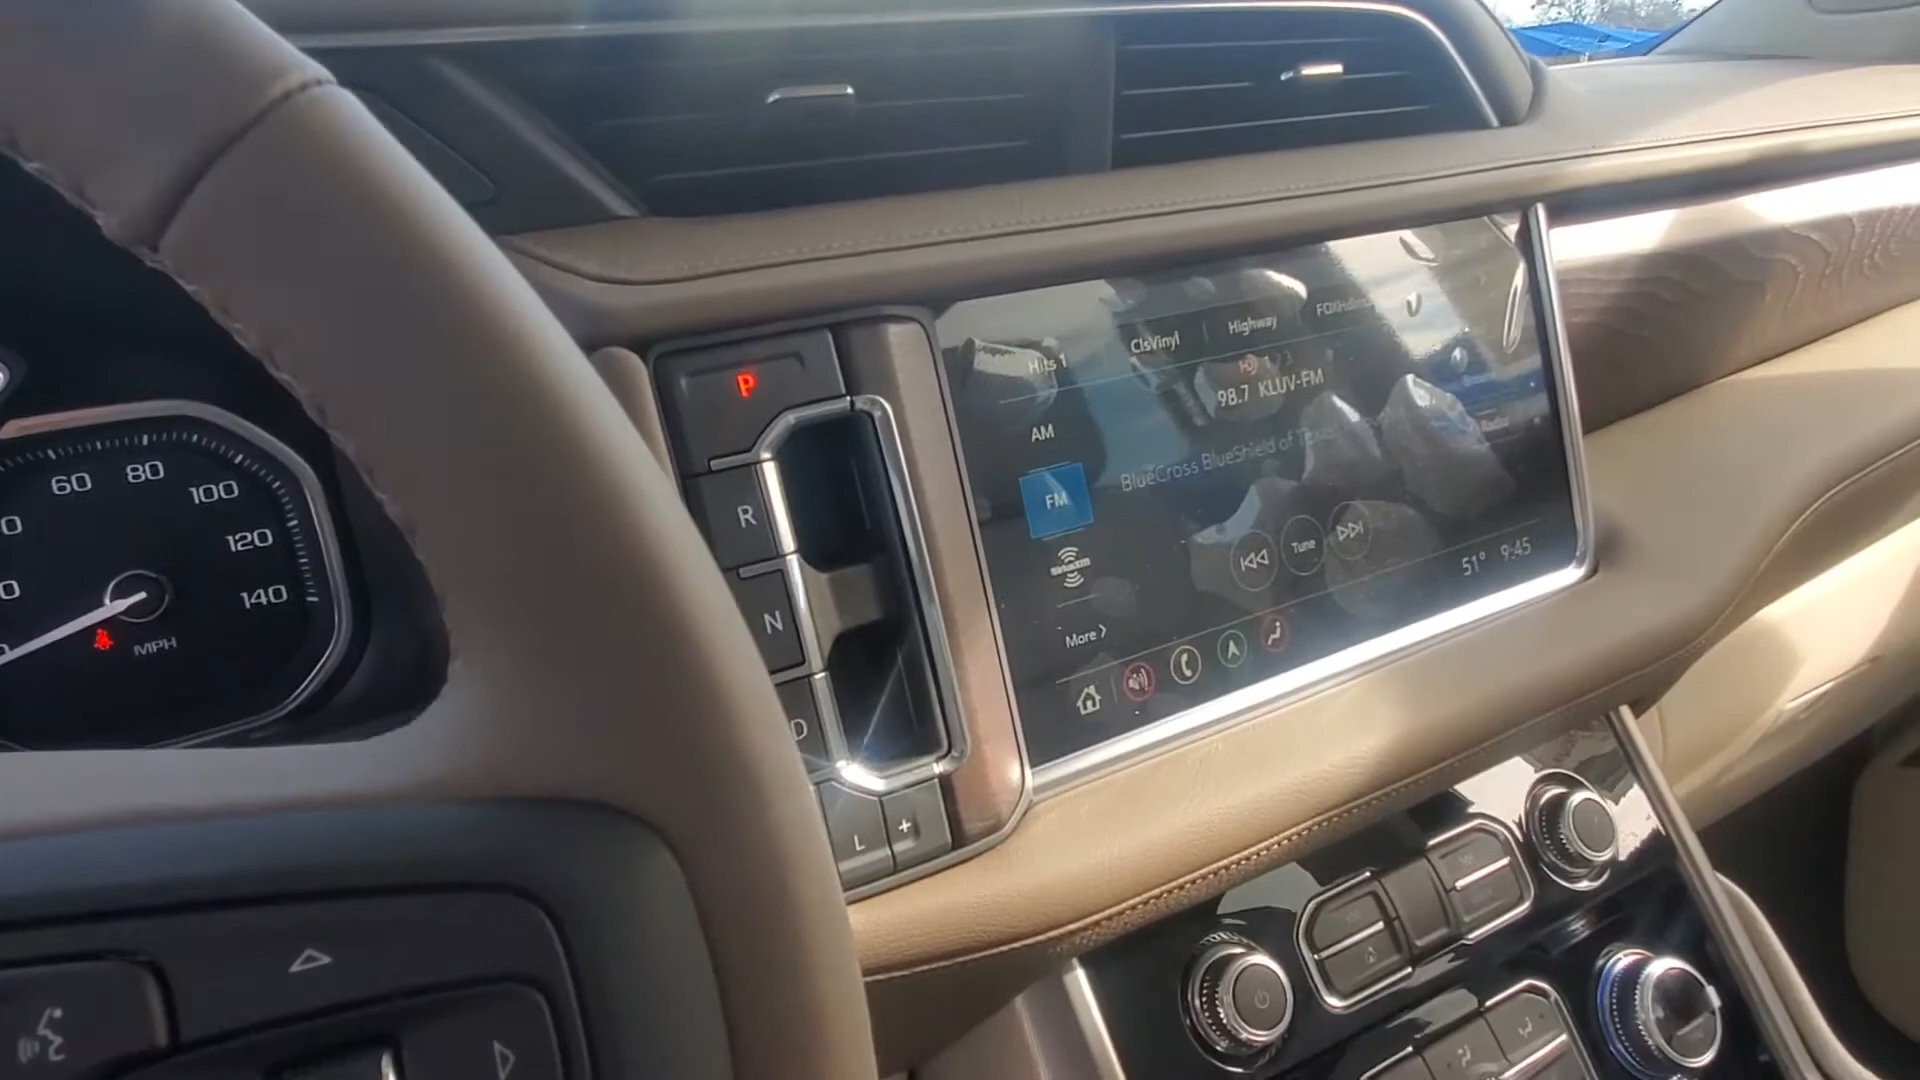 60 80 100
120
140
MPH
P
R
N
D
L +
Hits 1 ClsVinyl Highway
98.7 KLUV-FM
AM
BlueCross BlueShield of Texas
FM
SiriusXM
Tune
51° 9:45
More